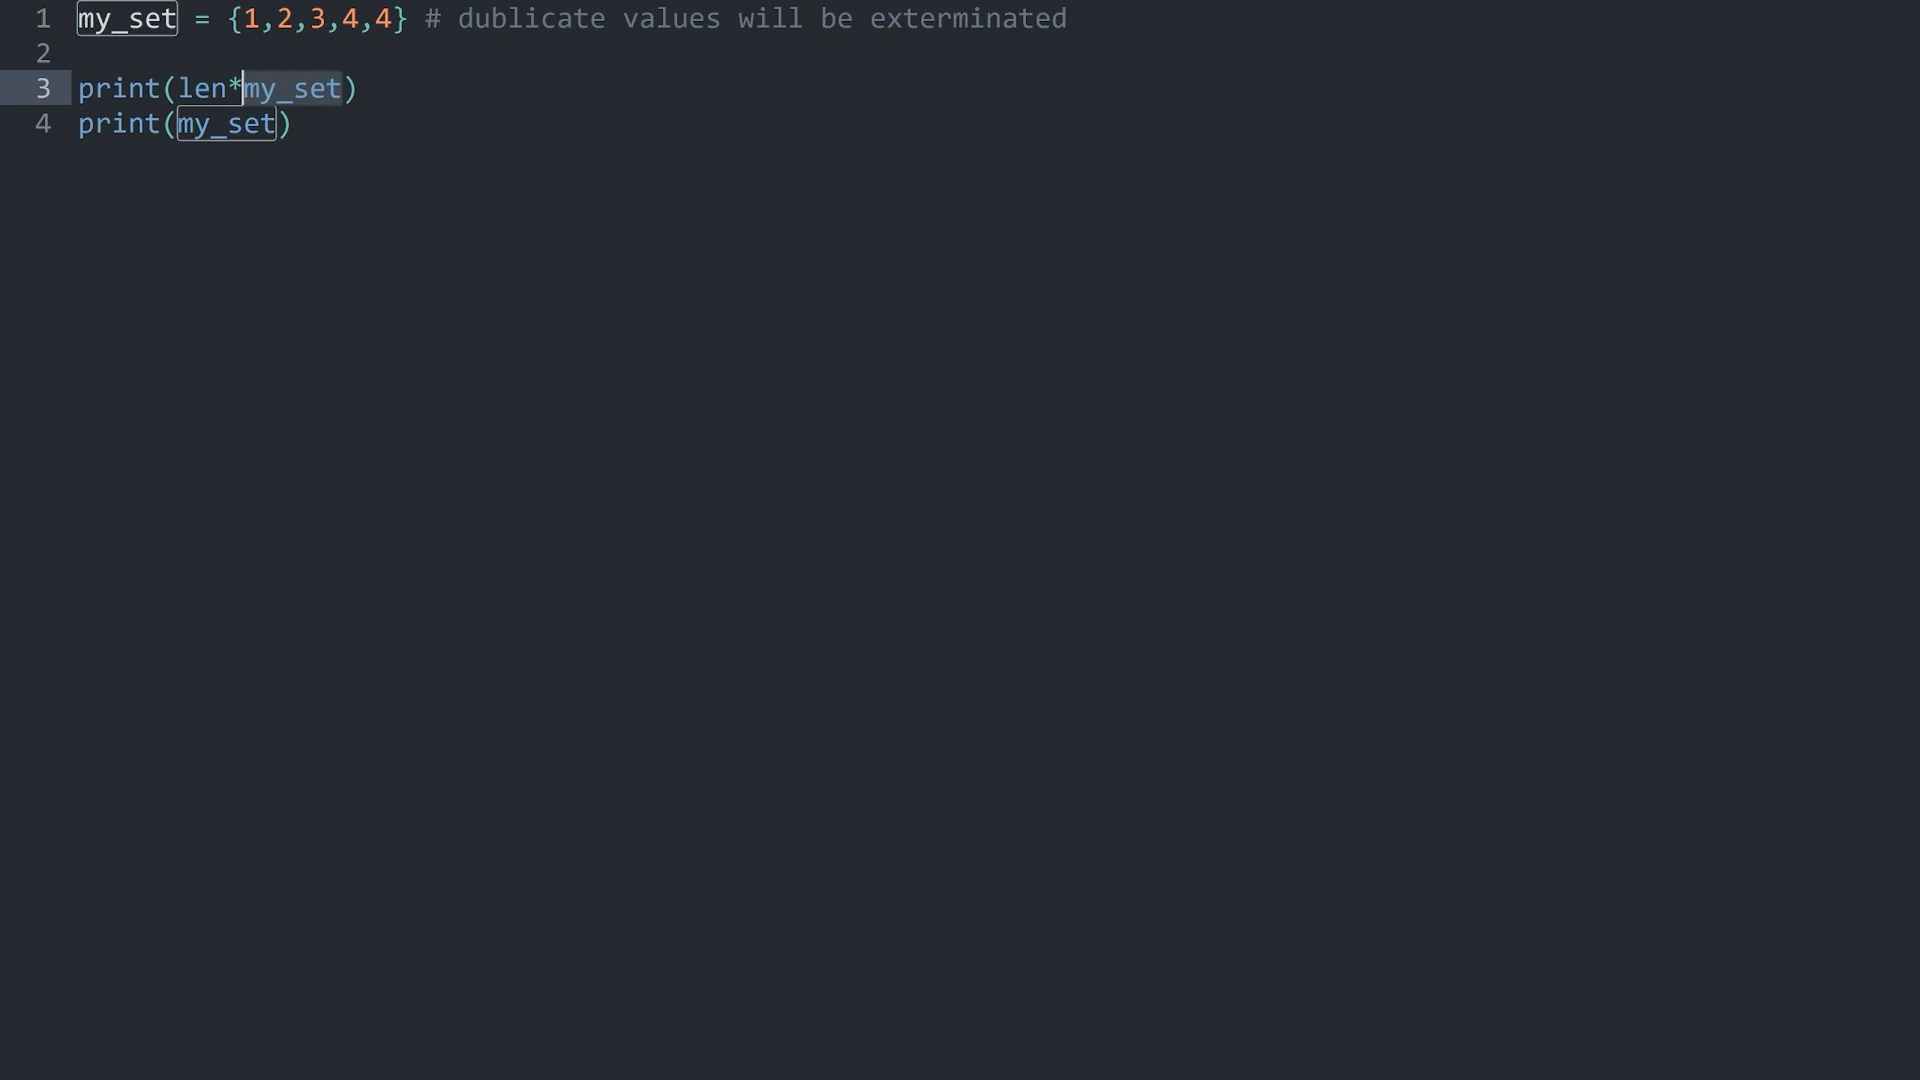 1 my_set = {1,2,3,4,4} # dublicate values will be exterminated
2
3 print(len*my_set)
4 print(my_set)